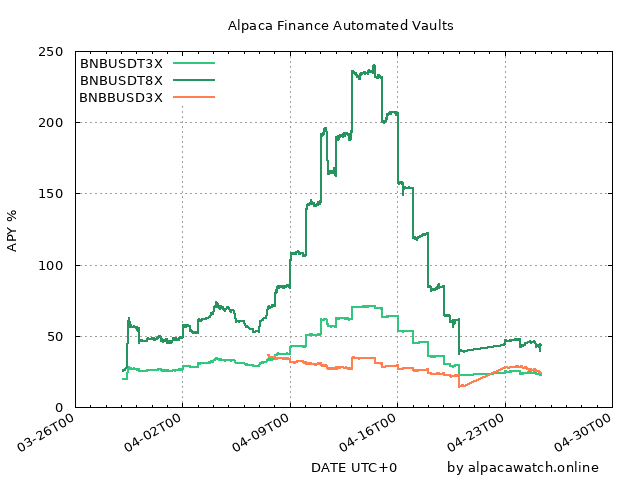 Alpaca Finance Automated Vaults
BNBUSDT3X
BNBUSDT8X
BNBBUSD3X
250
200
150
100
50
0
APY %
03-26T00
04-02T00
04-09T00
04-16T00
04-23T00
04-30T00
DATE UTC+0
by alpacawatch.online